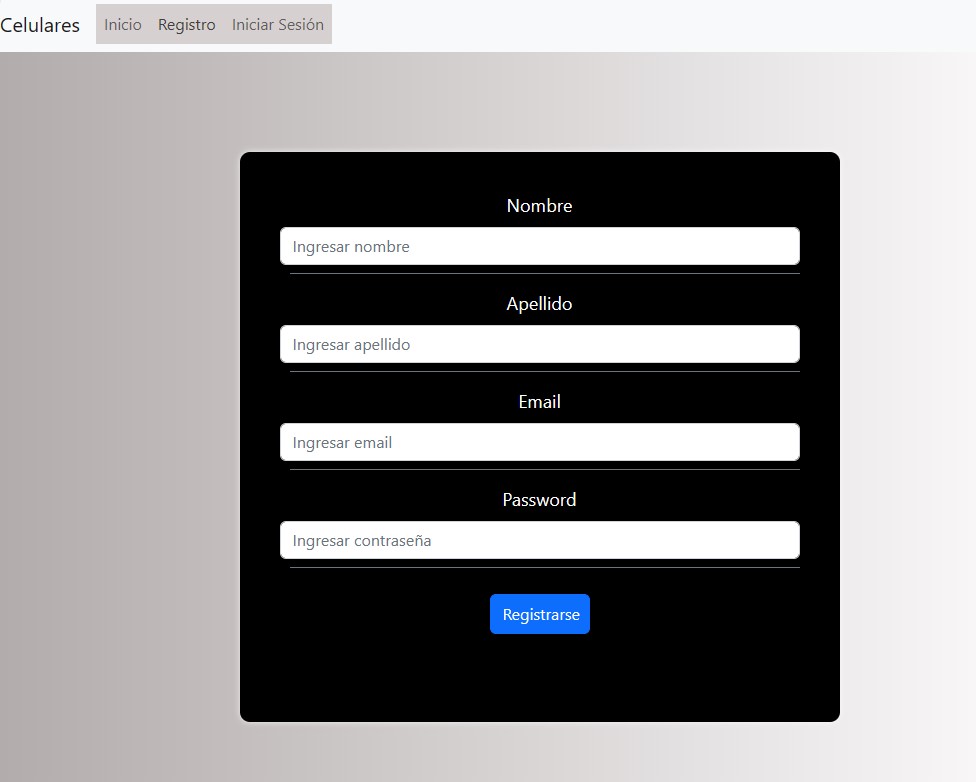 Celulares Inicio Registro Iniciar Sesión
Nombre
Ingresar nombre
Apellido
Ingresar apellido
Email
Ingresar email
Password
Ingresar contraseña
Registrarse